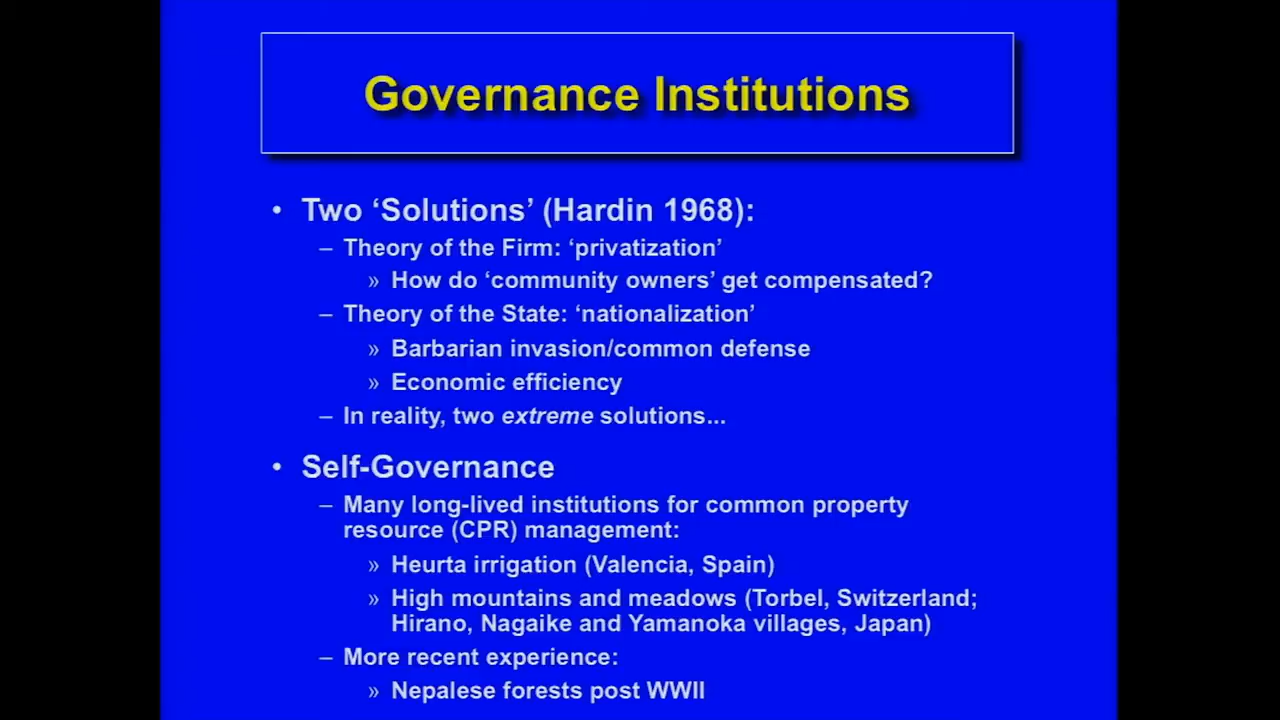 Governance Institutions
• Two ‘Solutions’ (Hardin 1968):
– Theory of the Firm: ‘privatization’
» How do ‘community owners’ get compensated?
– Theory of the State: ‘nationalization’
» Barbarian invasion/common defense
» Economic efficiency
– In reality, two extreme solutions...
• Self-Governance
– Many long-lived institutions for common property
resource (CPR) management:
» Heurta irrigation (Valencia, Spain)
» High mountains and meadows (Torbel, Switzerland;
Hirano, Nagaike and Yamanoka villages, Japan)
– More recent experience:
» Nepalese forests post WWII